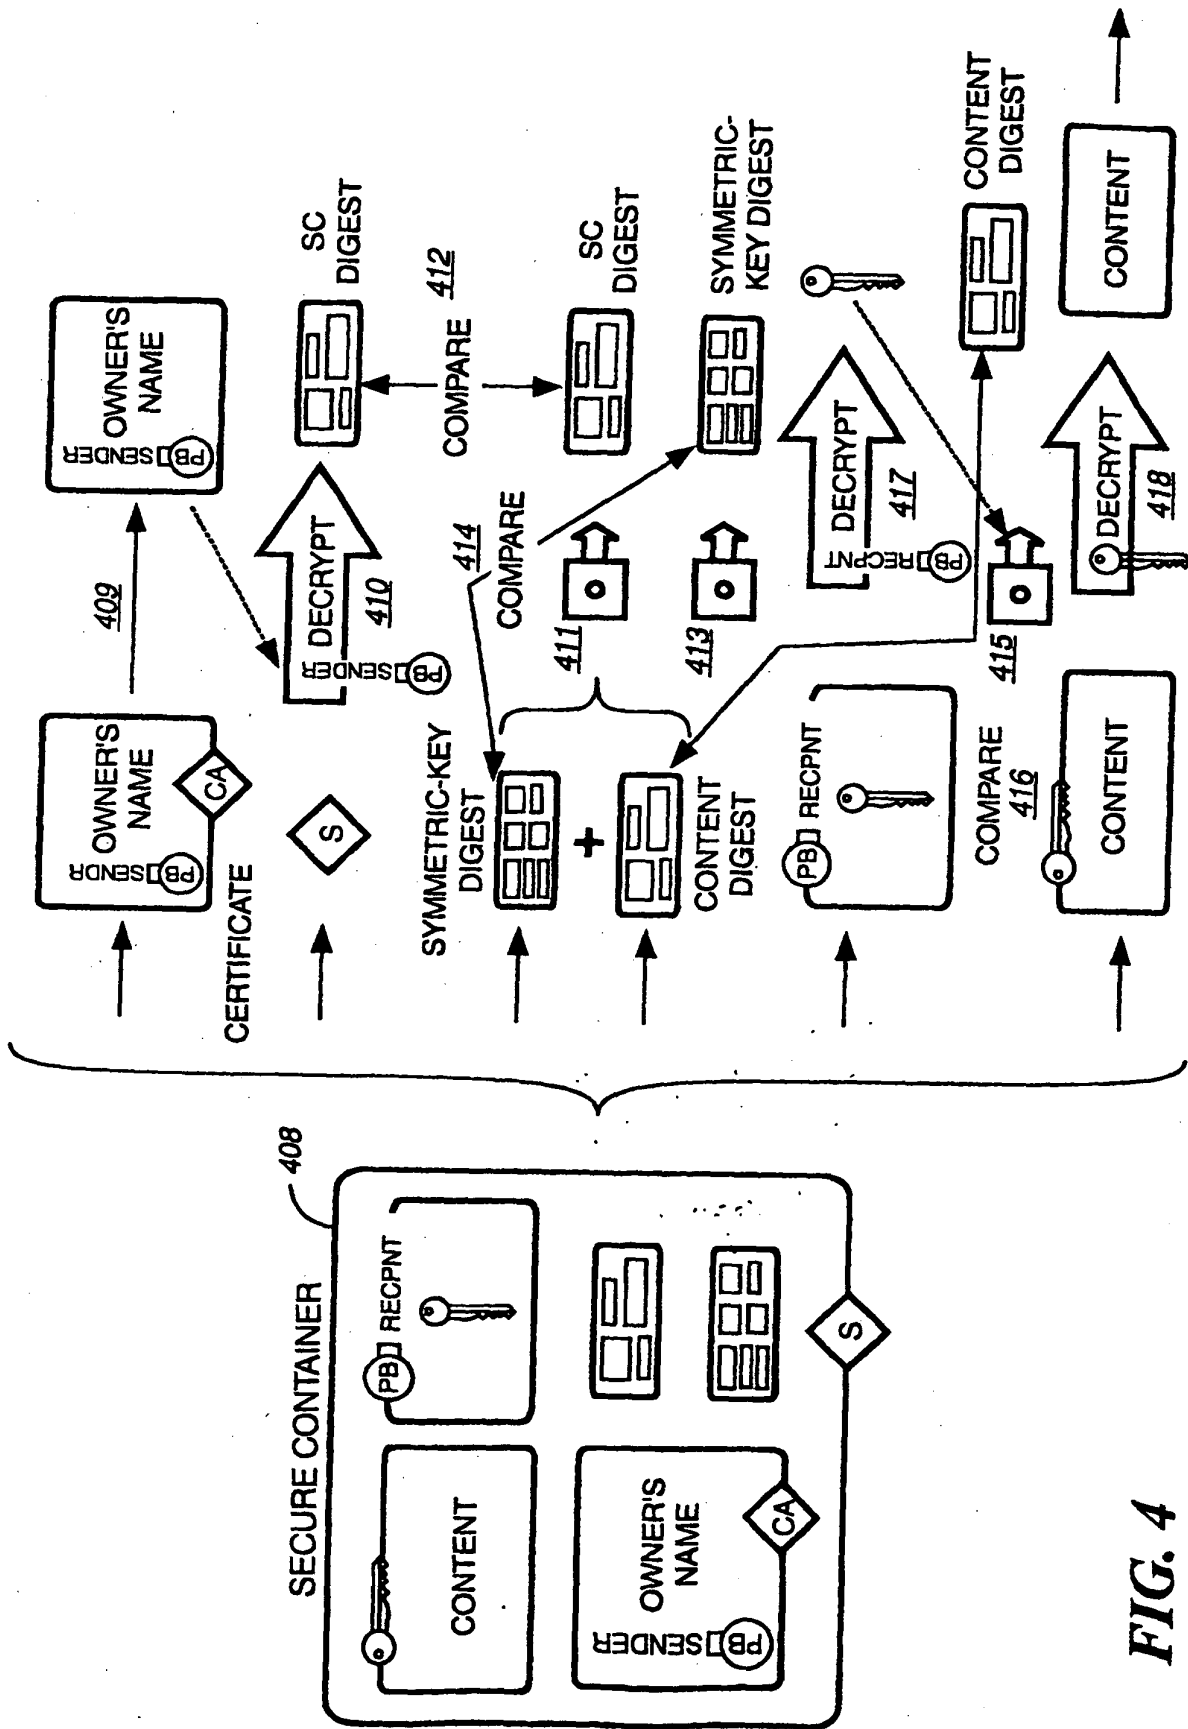 SECURE CONTAINER
408
CONTENT
PB RECPNT
PB SENDER
OWNER'S
NAME
CA
S
PB SENDR
OWNER'S
NAME
CA
CERTIFICATE
409
PB SENDER
OWNER'S
NAME
S
PB SENDER
DECRYPT
410
SC
DIGEST
COMPARE 412
SYMMETRIC-KEY
DIGEST
+
CONTENT
DIGEST
414
COMPARE
411
SC
DIGEST
413
SYMMETRIC-
KEY DIGEST
PB RECPNT
PB RECPNT
DECRYPT
417
COMPARE
416
415
CONTENT
DIGEST
CONTENT
DECRYPT
418
CONTENT
FIG. 4